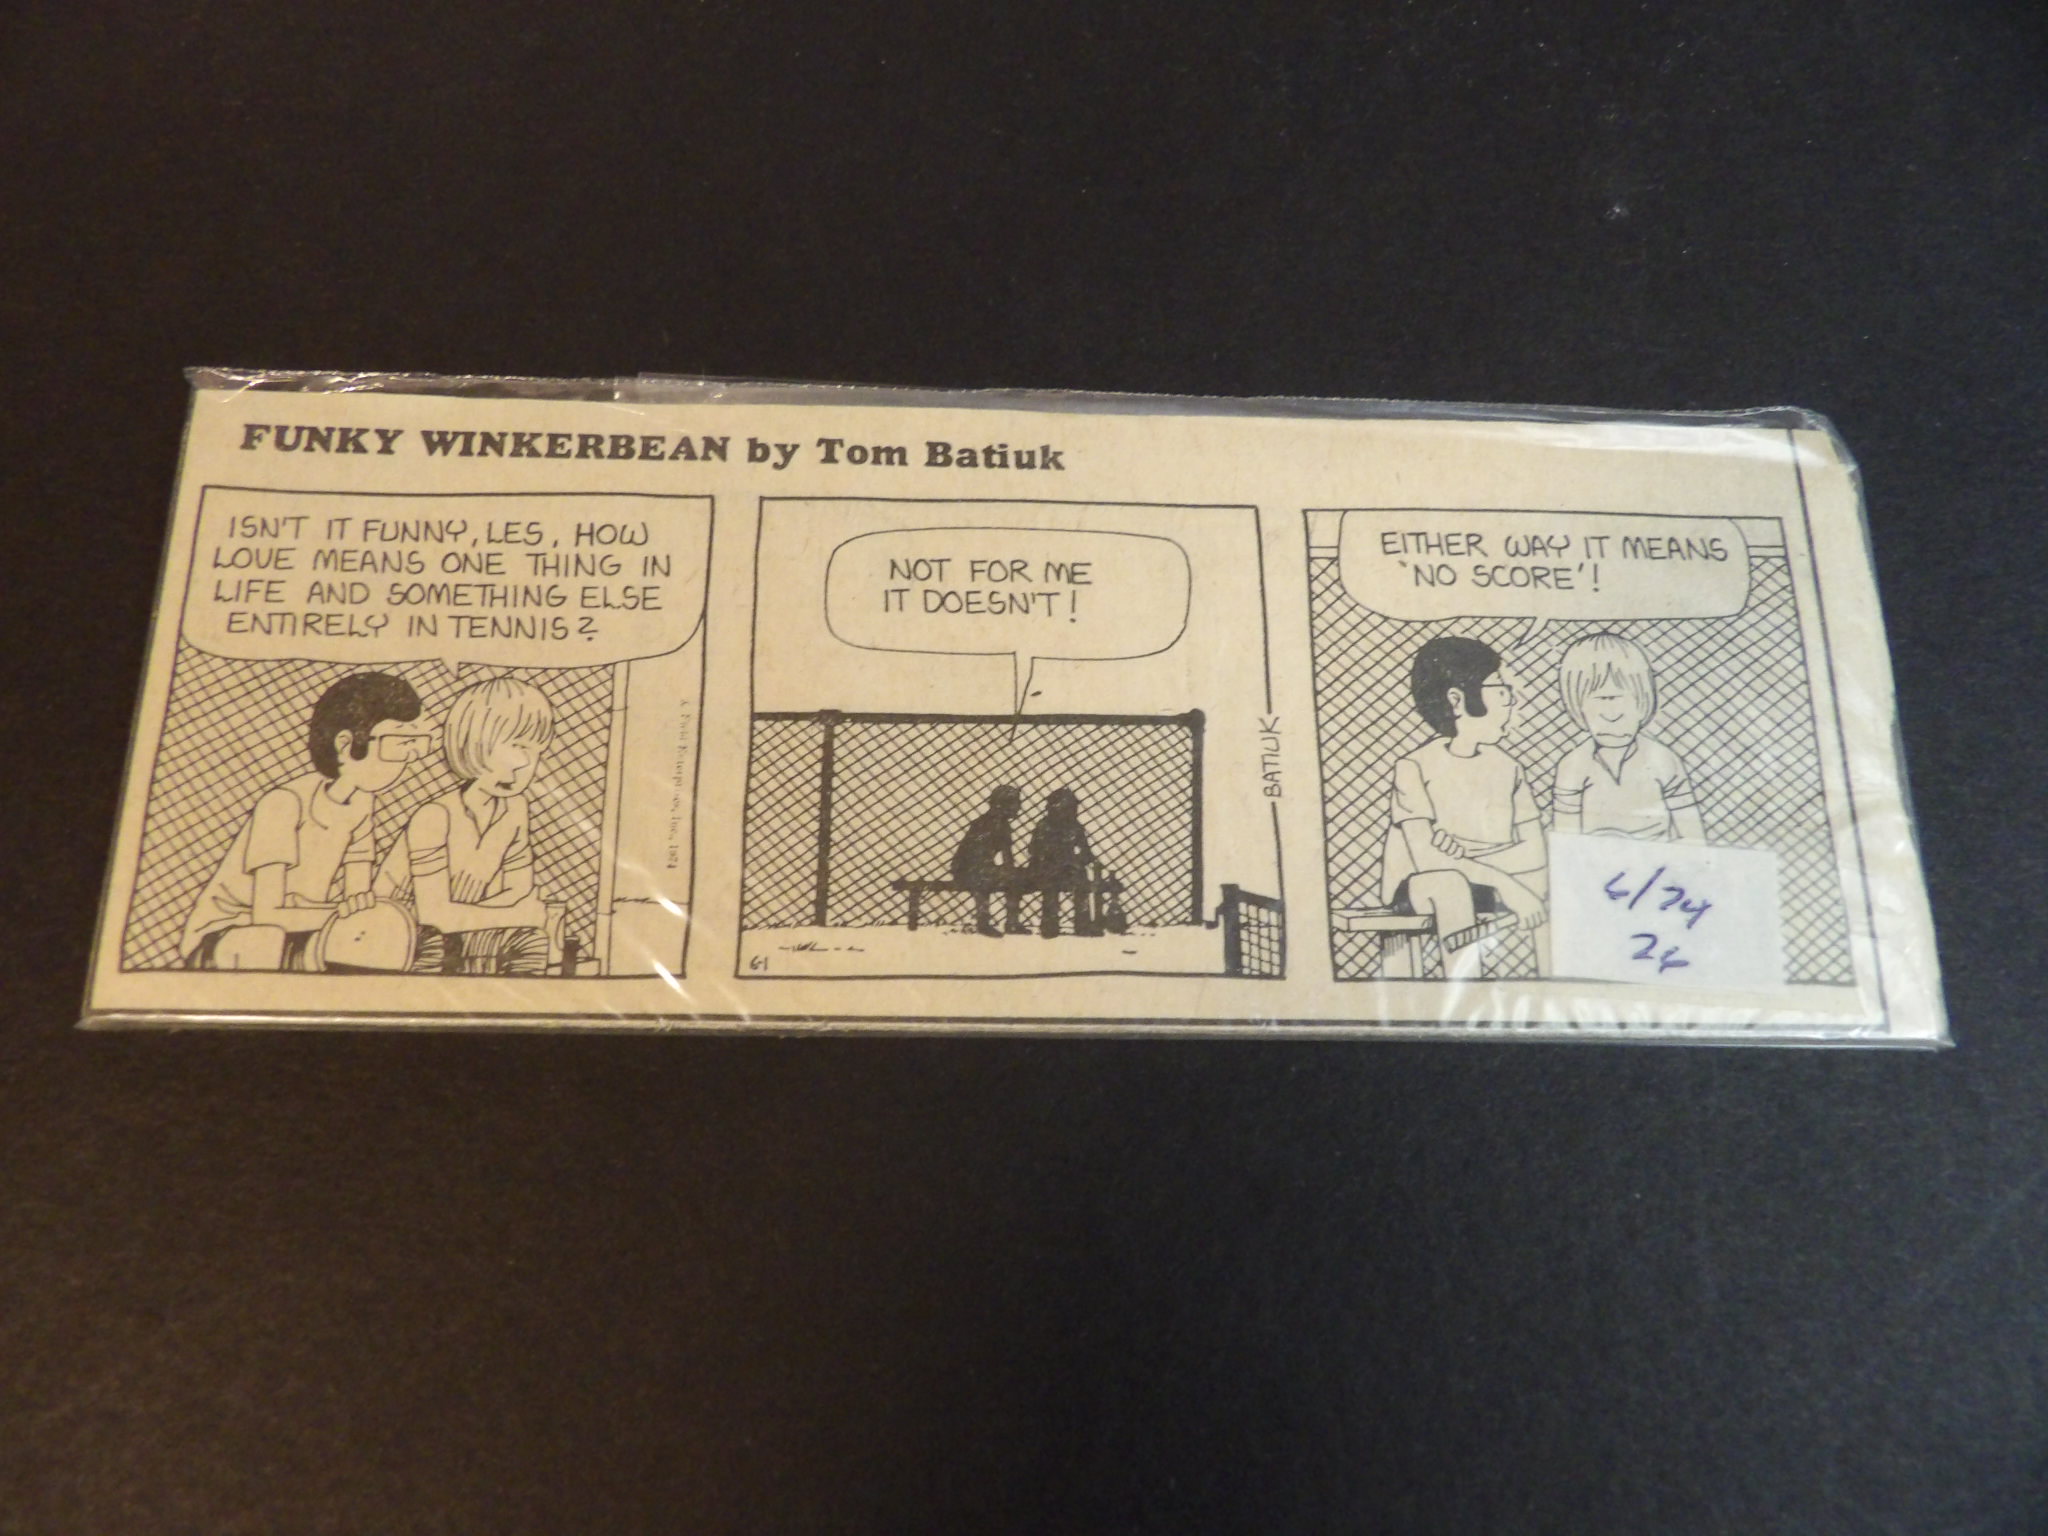 FUNKY WINKERBEAN by Tom Batiuk
ISN'T IT FUNNY, LES, HOW
LOVE MEANS ONE THING IN
LIFE AND SOMETHING ELSE
ENTIRELY IN TENNIS?
NOT FOR ME
IT DOESN'T!
6-1
BATIUK
EITHER WAY IT MEANS
'NO SCORE'!
6/74
26